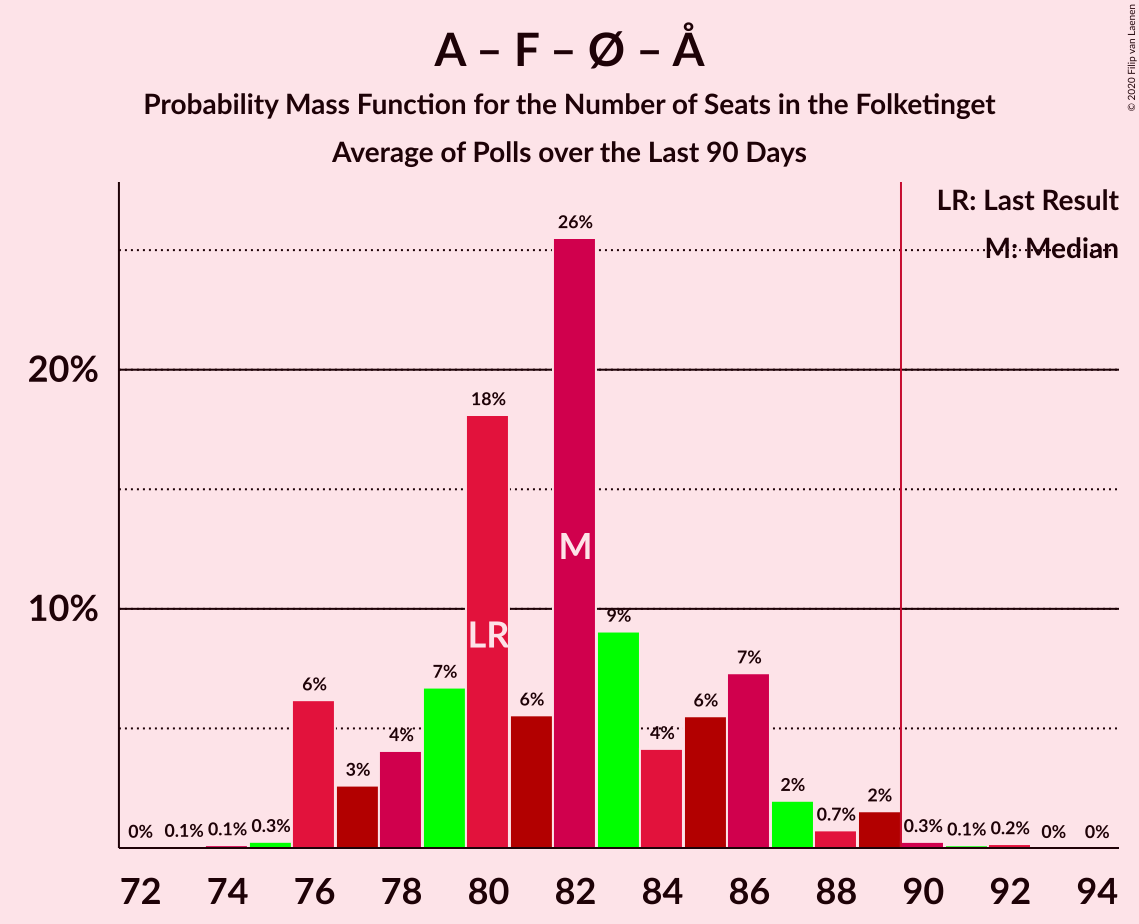 A – F – Ø – Å
Probability Mass Function for the Number of Seats in the Folketinget
Average of Polls over the Last 90 Days
© 2020 Filip van Laenen
LR: Last Result
M: Median
26%
20%
18%
M
10%
9%
LR
7%
7%
6%
6%
6%
4%
4%
3%
2%
2%
0.7%
0% 0.1% 0.1% 0.3% 0.3% 0.1% 0.2% 0% 0%
72 74 76 78 80 82 84 86 88 90 92 94